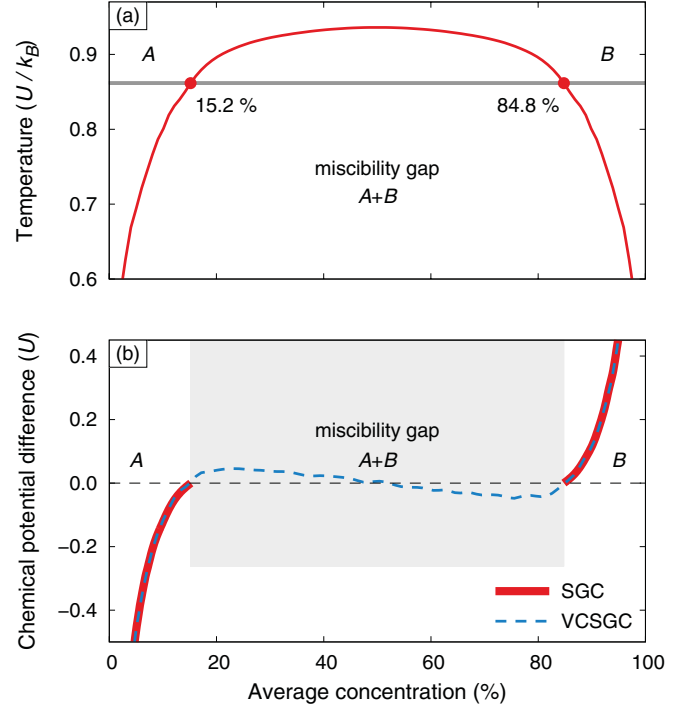 (a)
A
B
0.9
0.8
0.7
0.6
Temperature (U / kB)
15.2 %
84.8 %
miscibility gap
A+B
(b)
0.4
0.2
0.0
−0.2
−0.4
Chemical potential difference (U)
miscibility gap
A
A+B
B
SGC
VCSGC
0 20 40 60 80 100
Average concentration (%)